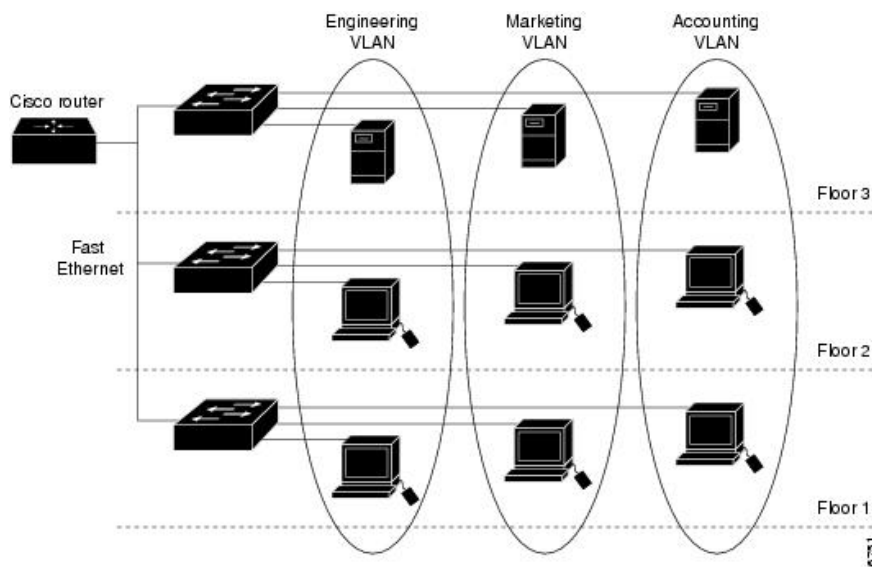 Engineering
VLAN
Marketing
VLAN
Accounting
VLAN
Cisco router
Floor 3
Fast
Ethernet
Floor 2
Floor 1